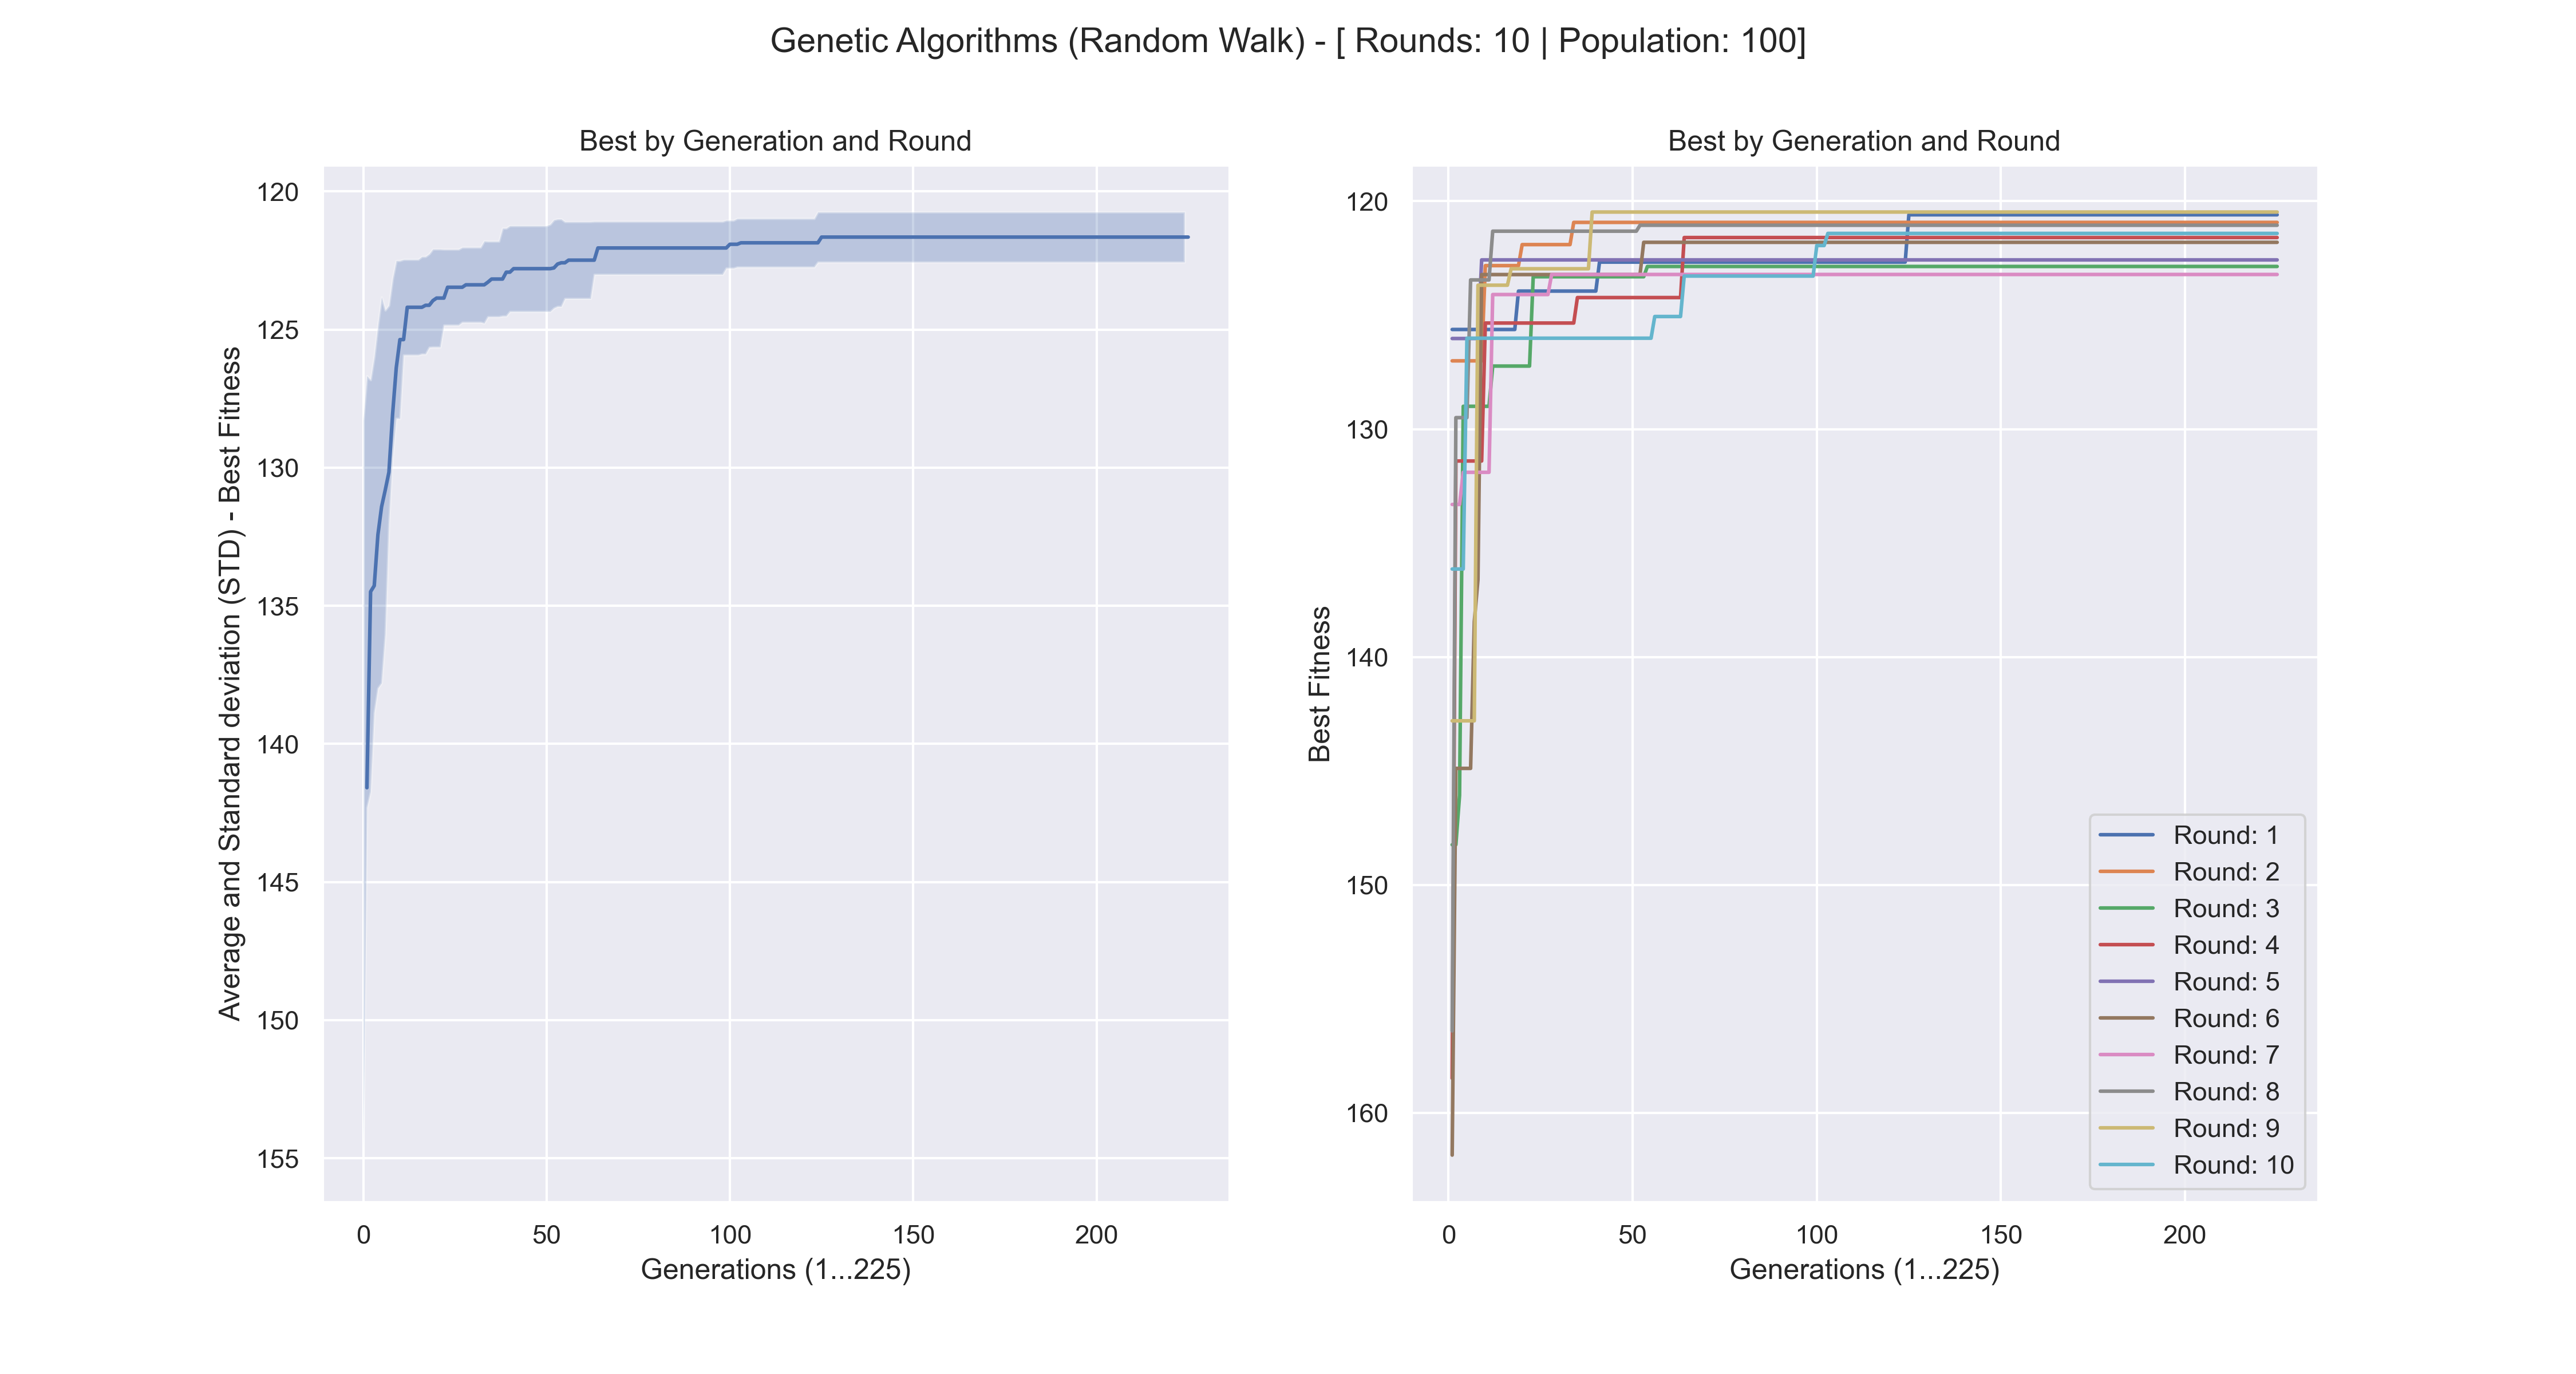 Genetic Algorithms (Random Walk) - [ Rounds: 10 | Population: 100]
Best by Generation and Round
Average and Standard deviation (STD) - Best Fitness
120
125
130
135
140
145
150
155
0 50 100 150 200
Generations (1...225)
Best by Generation and Round
Best Fitness
120
130
140
150
160
0 50 100 150 200
Generations (1...225)
Round: 1
Round: 2
Round: 3
Round: 4
Round: 5
Round: 6
Round: 7
Round: 8
Round: 9
Round: 10